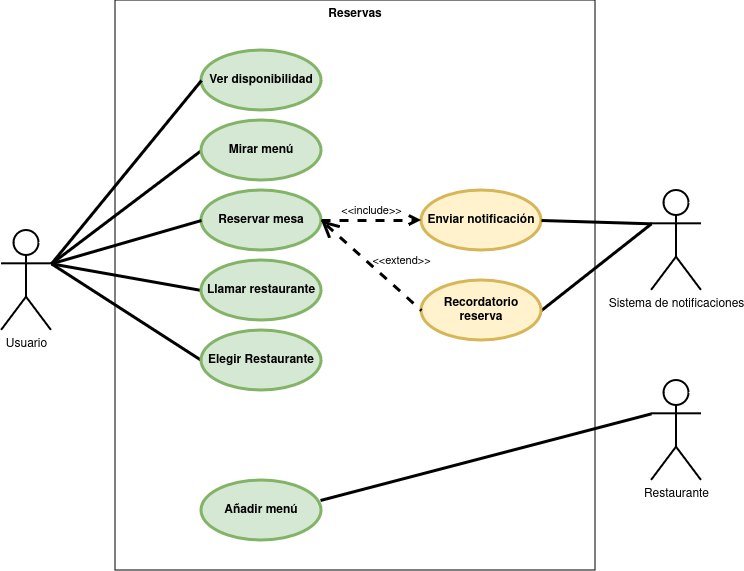 Reservas
Ver disponibilidad
Mirar menú
Reservar mesa
<<include>>
Enviar notificación
<<extend>>
Llamar restaurante
Recordatorio
reserva
Sistema de notificaciones
Usuario
Elegir Restaurante
Restaurante
Añadir menú